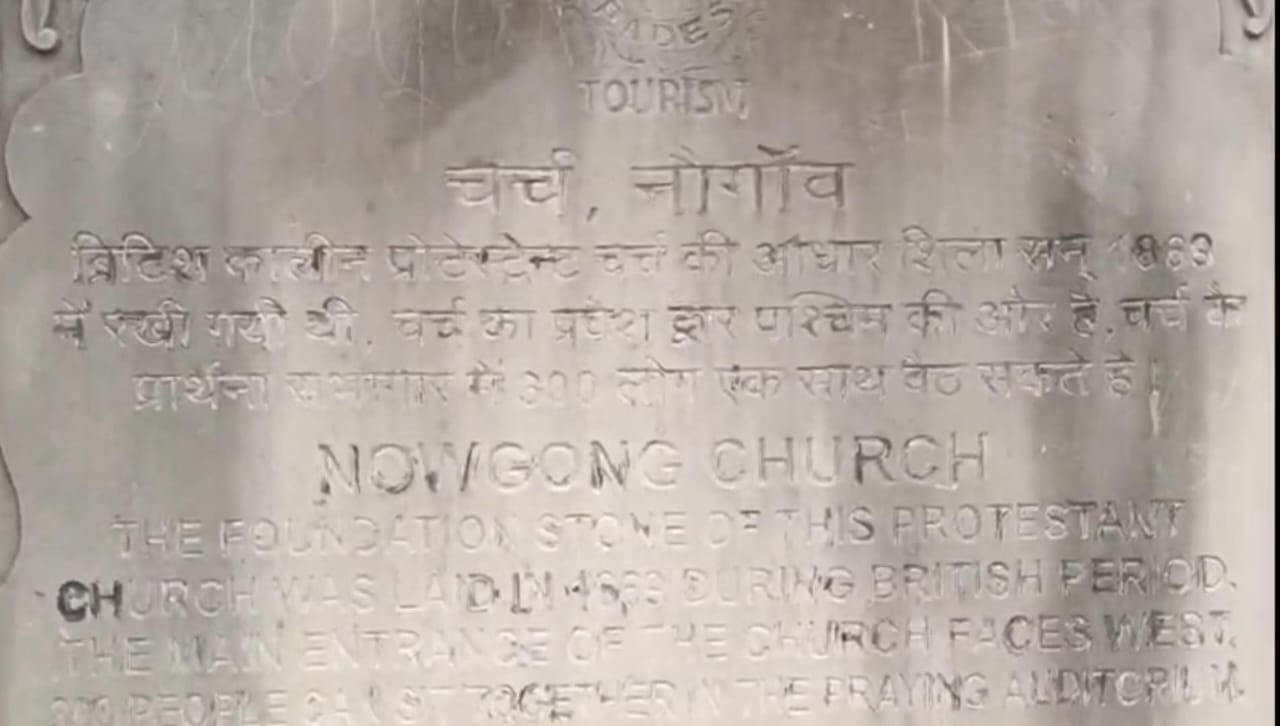 PRADESH
TOURISM
चर्च, नौगाँव
ब्रिटिश कालीन प्रोटेस्टेन्ट चर्च की आधार शिला सन् 1863
में रखी गयी थी, चर्च का प्रवेश द्वार पश्चिम की ओर है, चर्च के
प्रार्थना सभागार में 300 लोग एक साथ बैठ सकते है।
NOWGONG CHURCH
THE FOUNDATION STONE OF THIS PROTESTANT
CHURCH WAS LAID IN 1863 DURING BRITISH PERIOD.
THE MAIN ENTRANCE OF THE CHURCH FACES WEST.
300 PEOPLE CAN SIT TOGETHER IN THE PRAYING AUDITORIUM.